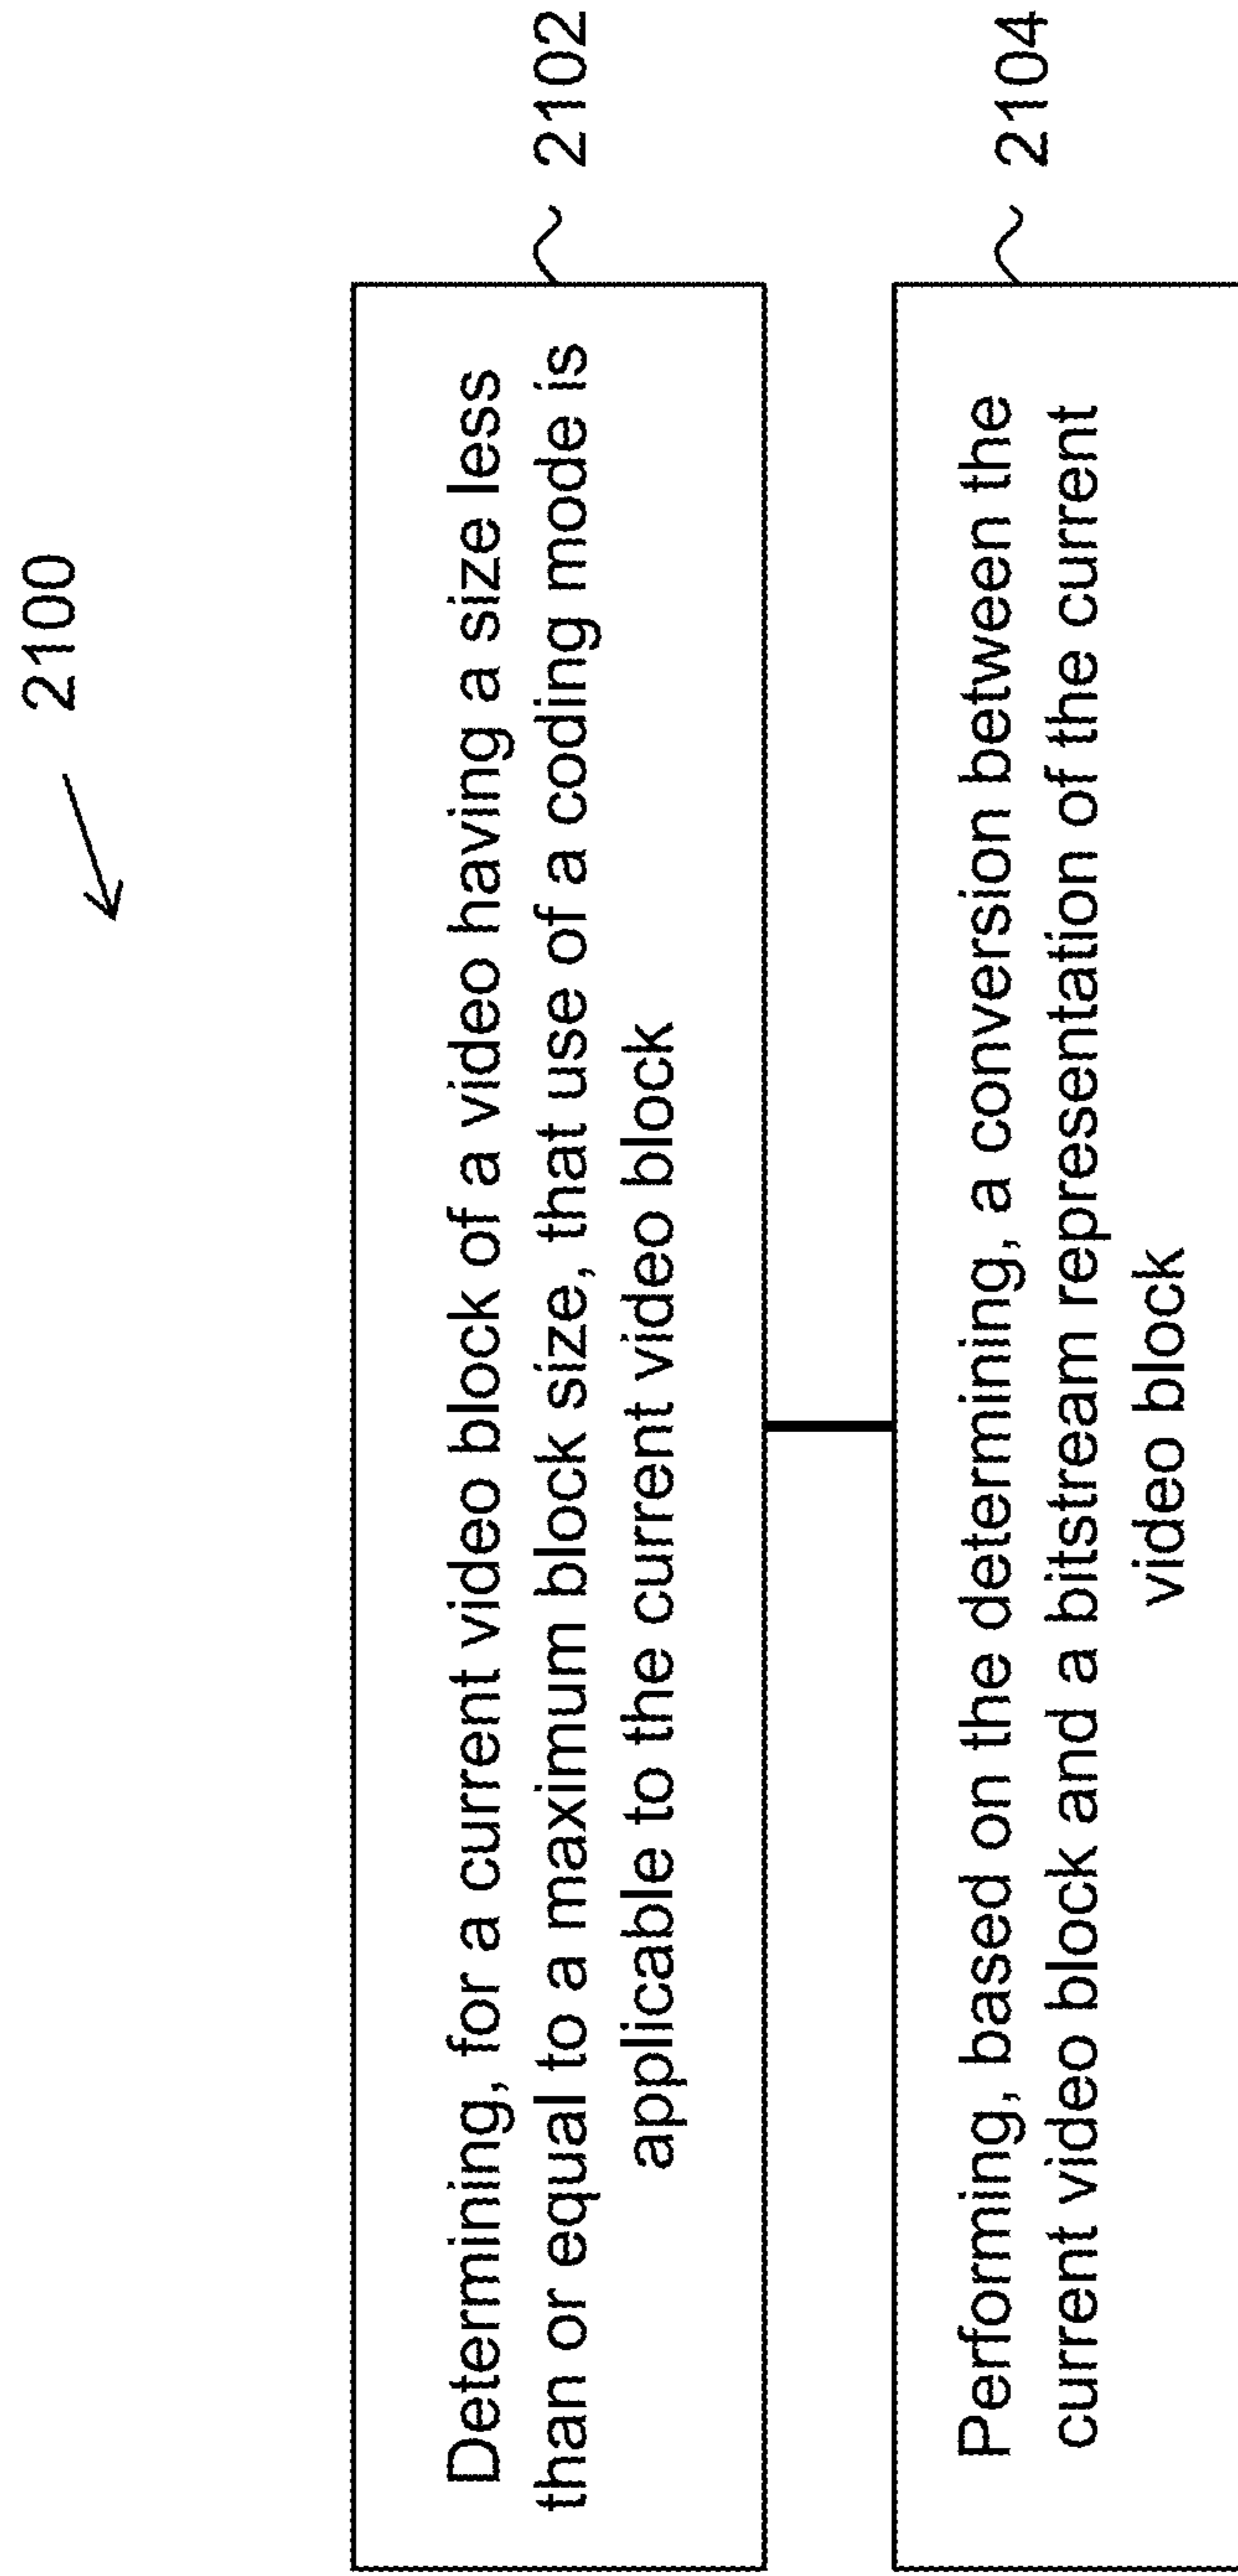 2100
Determining, for a current video block of a video having a size less
than or equal to a maximum block size, that use of a coding mode is
applicable to the current video block
2102
Performing, based on the determining, a conversion between the
current video block and a bitstream representation of the current
video block
2104